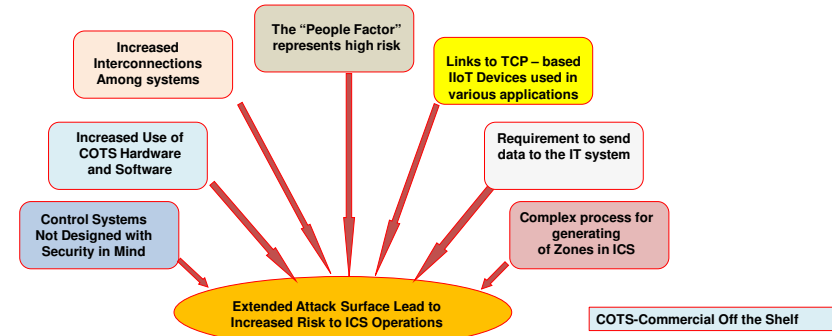 The “People Factor”
represents high risk
Increased
Interconnections
Among systems
Links to TCP – based
IIoT Devices used in
various applications
Increased Use of
COTS Hardware
and Software
Requirement to send
data to the IT system
Control Systems
Not Designed with
Security in Mind
Complex process for
generating
of Zones in ICS
Extended Attack Surface Lead to
Increased Risk to ICS Operations
COTS-Commercial Off the Shelf